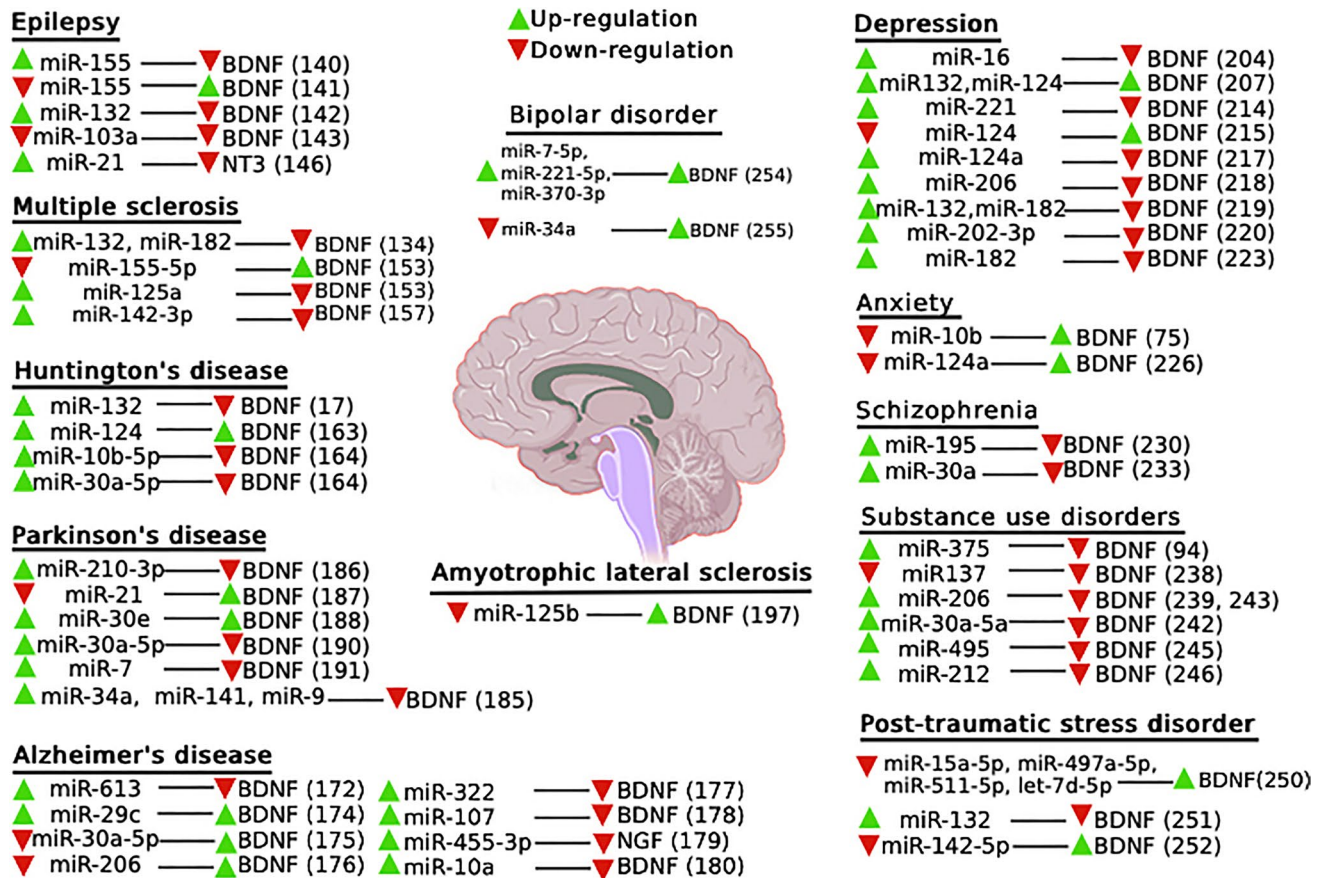 Epilepsy
miR-155 BDNF (140)
miR-155 BDNF (141)
miR-132 BDNF (142)
miR-103a BDNF (143)
miR-21 NT3 (146)
Multiple sclerosis
miR-132, miR-182 BDNF (134)
miR-155-5p BDNF (153)
miR-125a BDNF (153)
miR-142-3p BDNF (157)
Huntington's disease
miR-132 BDNF (17)
miR-124 BDNF (163)
miR-10b-5p BDNF (164)
miR-30a-5p BDNF (164)
Parkinson's disease
miR-210-3p BDNF (186)
miR-21 BDNF (187)
miR-30e BDNF (188)
miR-30a-5p BDNF (190)
miR-7 BDNF (191)
miR-34a, miR-141, miR-9 BDNF (185)
Alzheimer's disease
miR-613 BDNF (172)
miR-29c BDNF (174)
miR-30a-5p BDNF (175)
miR-206 BDNF (176)
miR-322 BDNF (177)
miR-107 BDNF (178)
miR-455-3p NGF (179)
miR-10a BDNF (180)
Up-regulation
Down-regulation
Bipolar disorder
miR-7-5p,
miR-221-5p, BDNF (254)
miR-370-3p
miR-34a BDNF (255)
Amyotrophic lateral sclerosis
miR-125b BDNF (197)
Depression
miR-16 BDNF (204)
miR132,miR-124 BDNF (207)
miR-221 BDNF (214)
miR-124 BDNF (215)
miR-124a BDNF (217)
miR-206 BDNF (218)
miR-132,miR-182 BDNF (219)
miR-202-3p BDNF (220)
miR-182 BDNF (223)
Anxiety
miR-10b BDNF (75)
miR-124a BDNF (226)
Schizophrenia
miR-195 BDNF (230)
miR-30a BDNF (233)
Substance use disorders
miR-375 BDNF (94)
miR137 BDNF (238)
miR-206 BDNF (239, 243)
miR-30a-5a BDNF (242)
miR-495 BDNF (245)
miR-212 BDNF (246)
Post-traumatic stress disorder
miR-15a-5p, miR-497a-5p,
miR-511-5p, let-7d-5p BDNF(250)
miR-132 BDNF (251)
miR-142-5p BDNF (252)